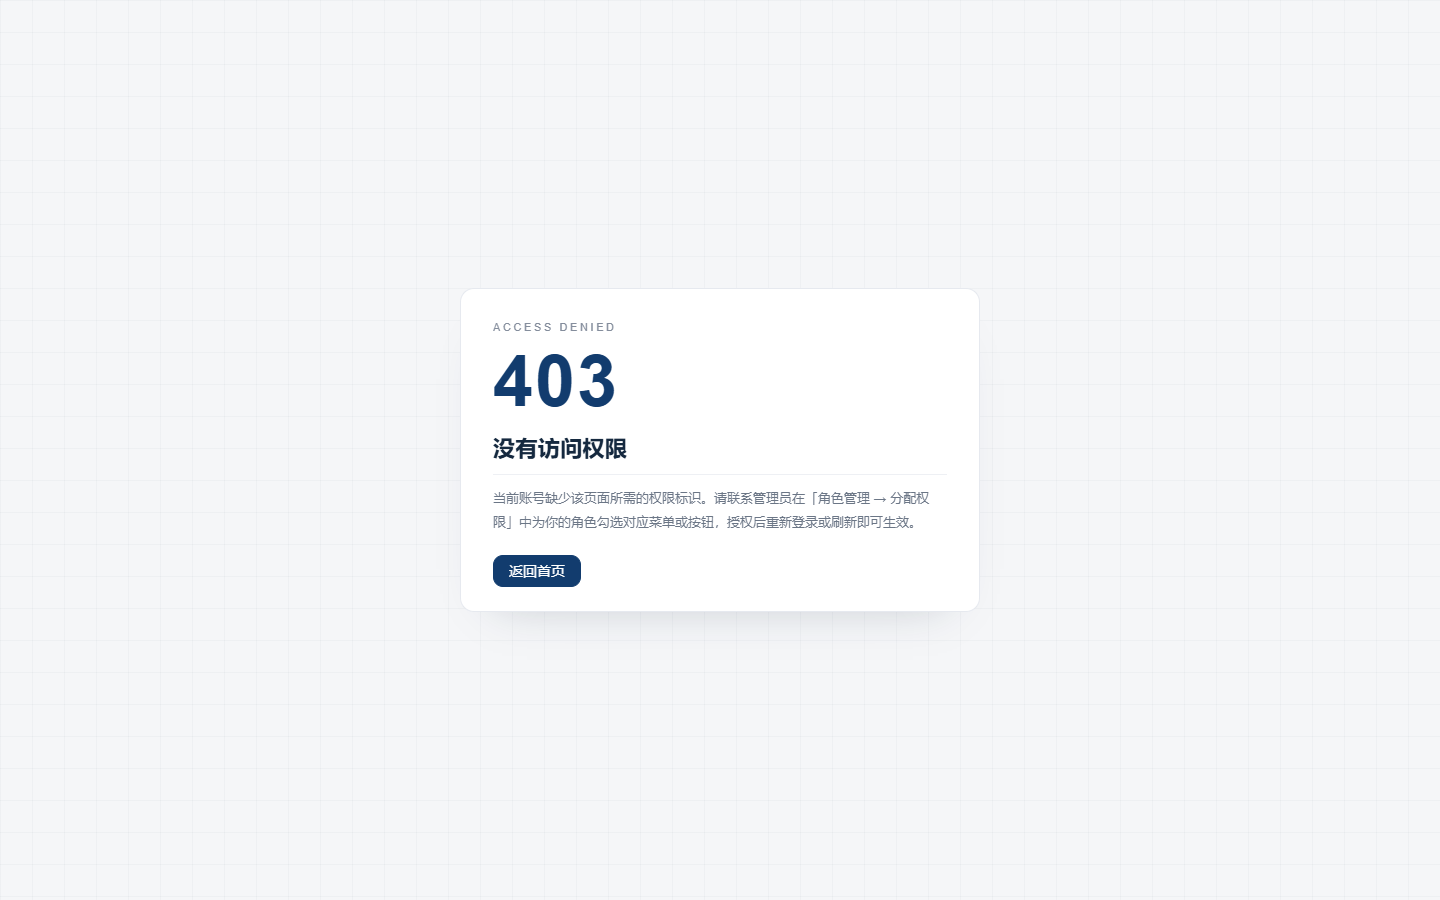 ACCESS DENIED
403
没有访问权限
当前账号缺少该页面所需的权限标识。请联系管理员在「角色管理 → 分配权
限」中为你的角色勾选对应菜单或按钮，授权后重新登录或刷新即可生效。
返回首页